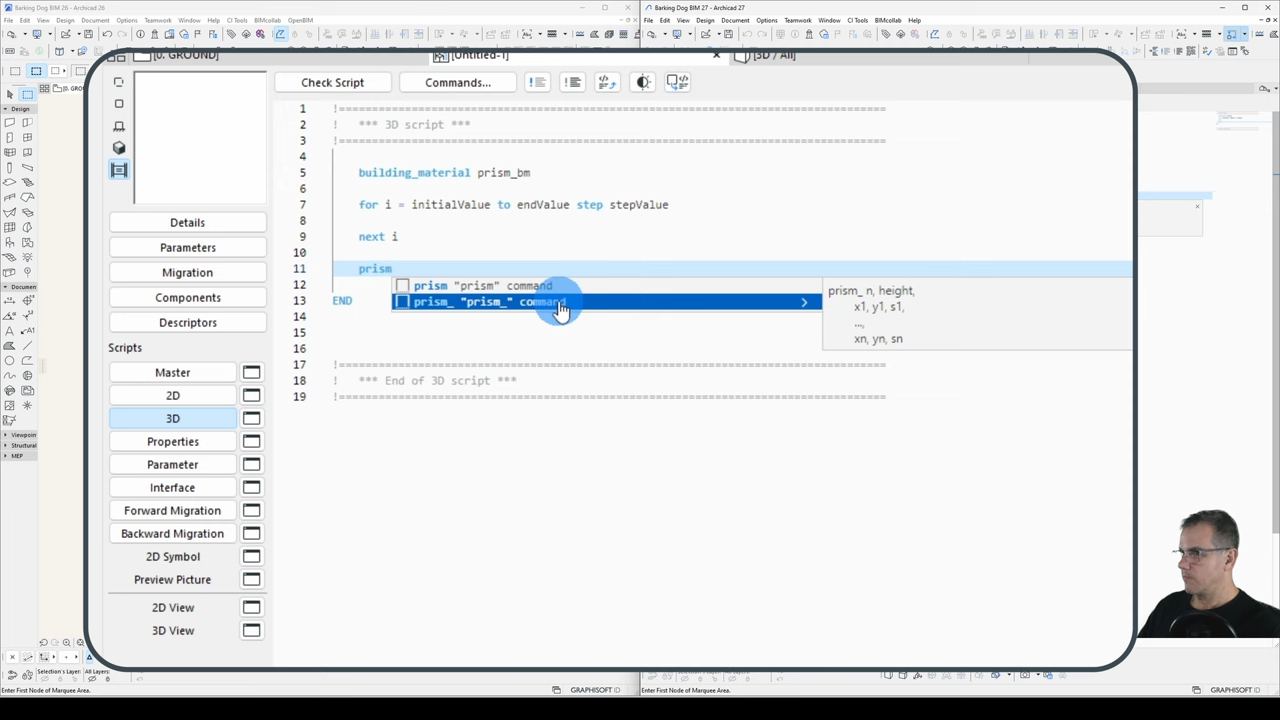 Barking Dog BIM 26 - Archicad 26
Barking Dog BIM 27 - Archicad 27
File Edit View Design Document Options Teamwork Window CI Tools BIMcollab OpenBIM
File Edit View Design Document Options Teamwork Window CI Tools BIMcollab Help
[0. GROUND]
[Untitled-1]
[3D / All]
Check Script
Commands...
1 !==========================================================================
2 ! *** 3D script ***
3 !==========================================================================
4
5 building_material prism_bm
6
7 for i = initialValue to endValue step stepValue
8
9 next i
10
11 prism
12 prism "prism" command
13 END prism_ "prism_" command
14
15
16
17 !==========================================================================
18 ! *** End of 3D script ***
19 !==========================================================================
prism_ n, height,
x1, y1, s1,
...,
xn, yn, sn
Details
Parameters
Migration
Components
Descriptors
Scripts
Master
2D
3D
Properties
Parameter
Interface
Forward Migration
Backward Migration
2D Symbol
Preview Picture
2D View
3D View
Design
Document
Viewpoin
Structural
MEP
Selection's Layer:
All Layers:
Enter First Node of Marquee Area.
GRAPHISOFT
Enter First Node of Marquee Area.
GRAPHISOFT